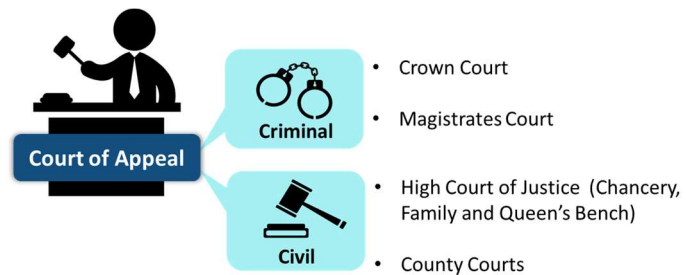 Court of Appeal
Criminal
• Crown Court
• Magistrates Court
Civil
• High Court of Justice (Chancery,
Family and Queen's Bench)
• County Courts